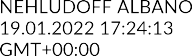 NEHLUDOFF ALBANO
19.01.2022 17:24:13
GMT+00:00